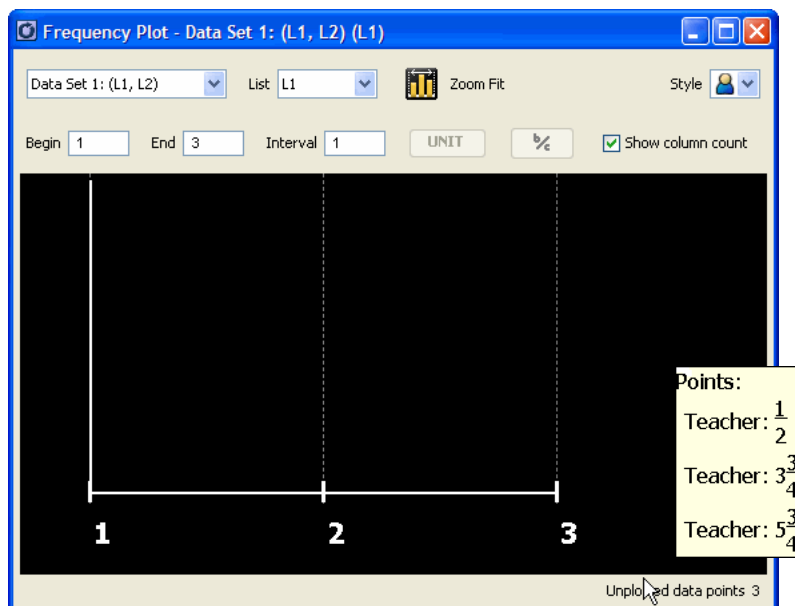 Frequency Plot - Data Set 1: (L1, L2) (L1)
Data Set 1: (L1, L2) List L1 Zoom Fit Style
Begin 1 End 3 Interval 1 UNIT b/c Show column count
Points:
Teacher: 1/2
Teacher: 3 3/4
Teacher: 5 3/4
1 2 3
data points 3